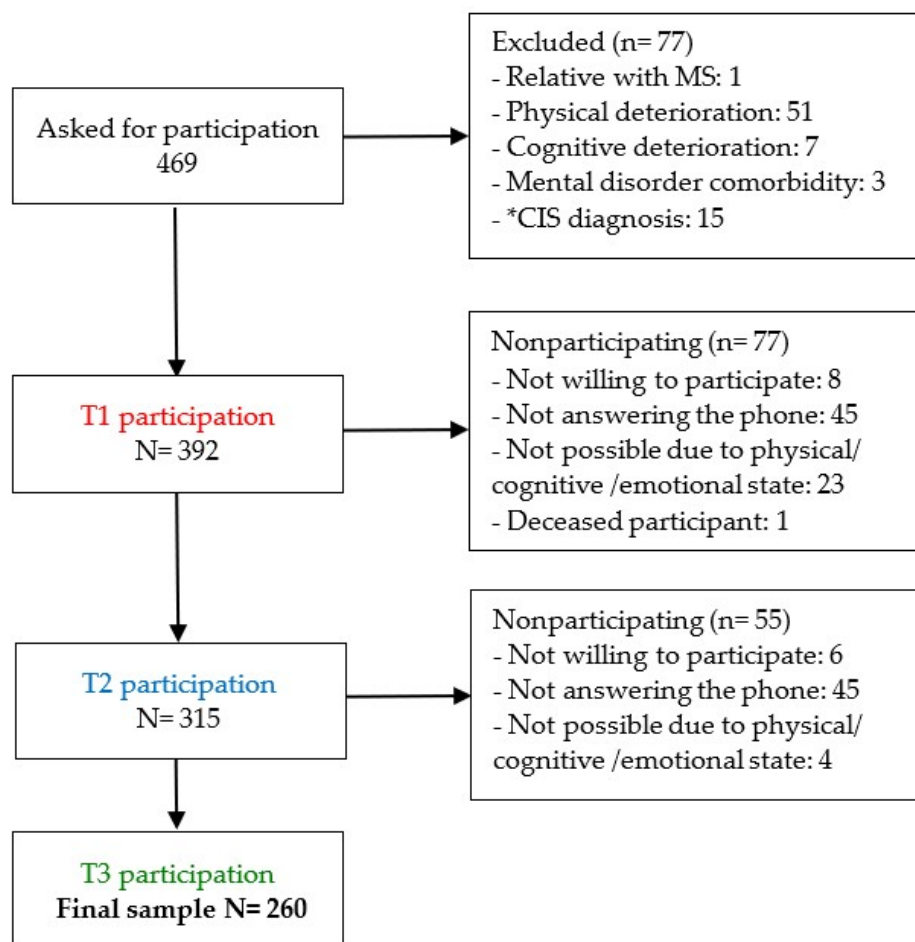 Asked for participation
469
Excluded (n= 77)
- Relative with MS: 1
- Physical deterioration: 51
- Cognitive deterioration: 7
- Mental disorder comorbidity: 3
- *CIS diagnosis: 15
T1 participation
N= 392
Nonparticipating (n= 77)
- Not willing to participate: 8
- Not answering the phone: 45
- Not possible due to physical/
cognitive /emotional state: 23
- Deceased participant: 1
T2 participation
N= 315
Nonparticipating (n= 55)
- Not willing to participate: 6
- Not answering the phone: 45
- Not possible due to physical/
cognitive /emotional state: 4
T3 participation
Final sample N= 260